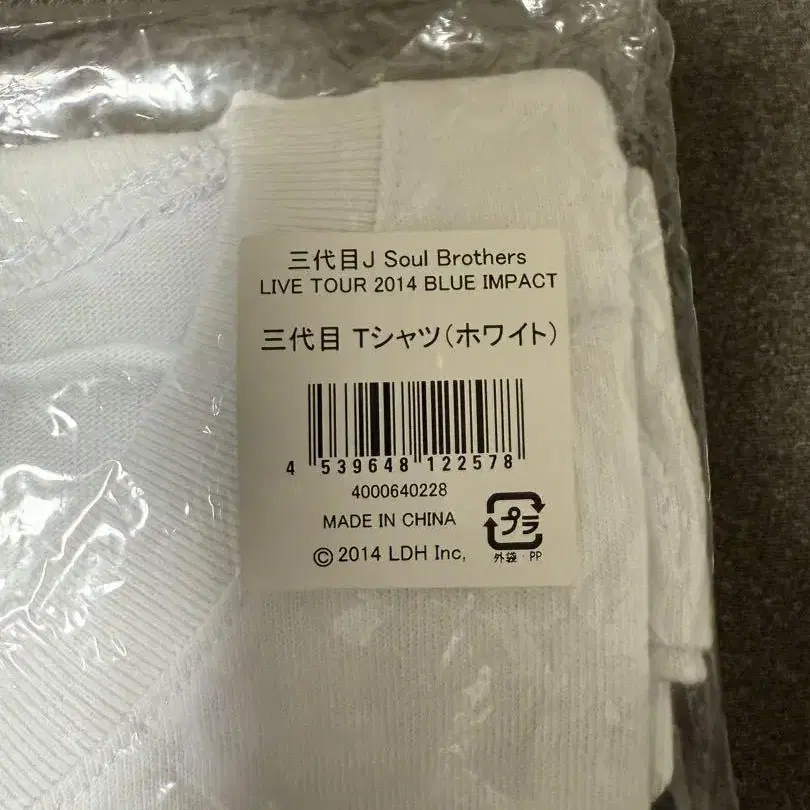 三代目J Soul Brothers
LIVE TOUR 2014 BLUE IMPACT
三代目 Tシャツ(ホワイト)
4 539648 122578
4000640228
MADE IN CHINA
© 2014 LDH Inc,
プラ
外袋・PP